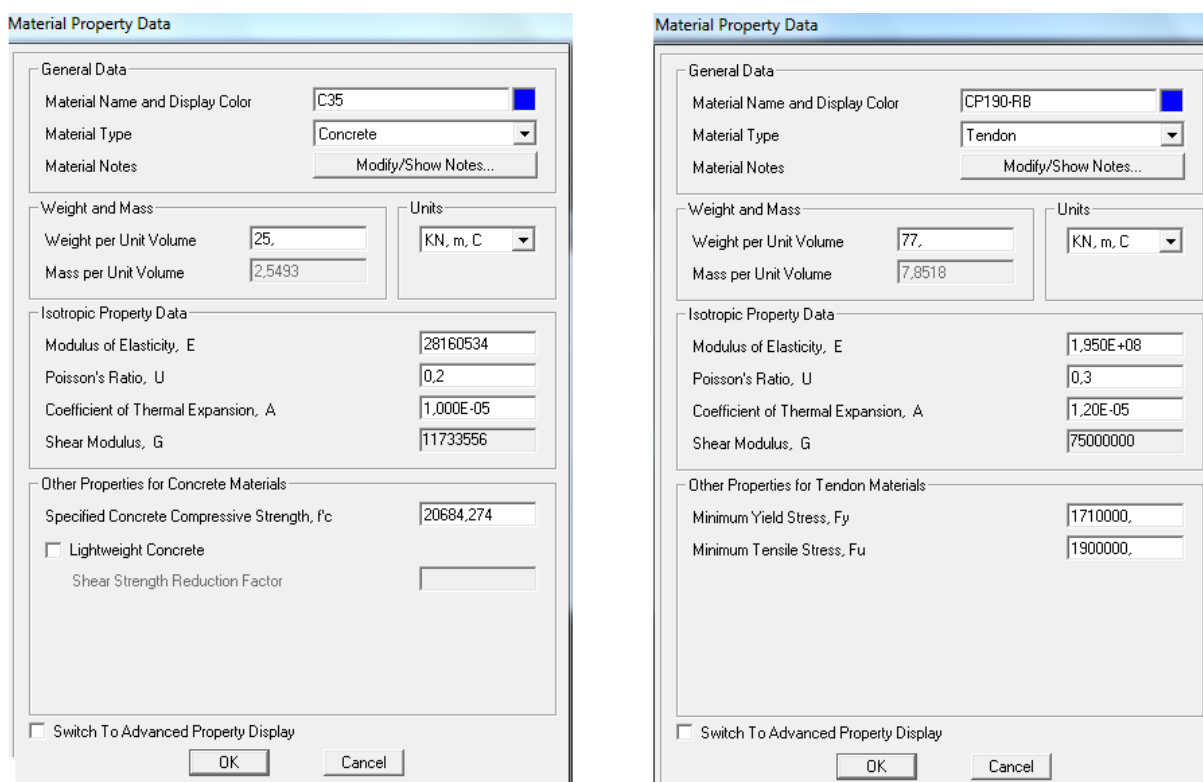 Material Property Data
General Data
Material Name and Display Color C35
Material Type Concrete
Material Notes Modify/Show Notes...
Weight and Mass
Weight per Unit Volume 25,
Mass per Unit Volume 2,5493
Units
KN, m, C
Isotropic Property Data
Modulus of Elasticity, E 28160534
Poisson's Ratio, U 0,2
Coefficient of Thermal Expansion, A 1,000E-05
Shear Modulus, G 11733556
Other Properties for Concrete Materials
Specified Concrete Compressive Strength, f'c 20684,274
Lightweight Concrete
Shear Strength Reduction Factor
Switch To Advanced Property Display
OK Cancel
Material Property Data
General Data
Material Name and Display Color CP190-RB
Material Type Tendon
Material Notes Modify/Show Notes...
Weight and Mass
Weight per Unit Volume 77,
Mass per Unit Volume 7,8518
Units
KN, m, C
Isotropic Property Data
Modulus of Elasticity, E 1,950E+08
Poisson's Ratio, U 0,3
Coefficient of Thermal Expansion, A 1,20E-05
Shear Modulus, G 75000000
Other Properties for Tendon Materials
Minimum Yield Stress, Fy 1710000,
Minimum Tensile Stress, Fu 1900000,
Switch To Advanced Property Display
OK Cancel